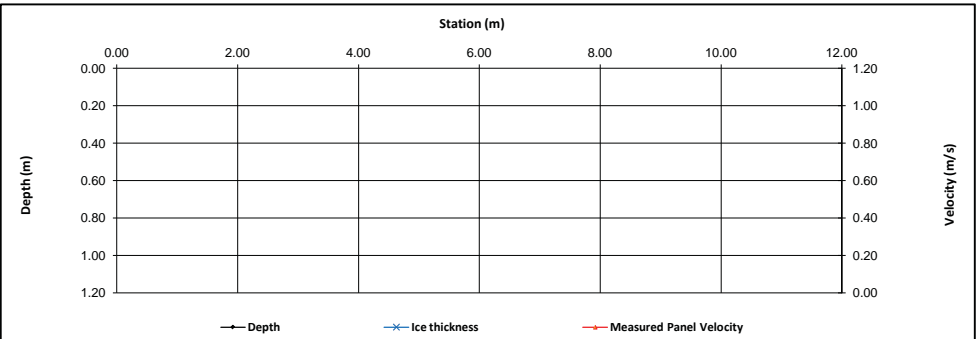 Station (m)
0.00 2.00 4.00 6.00 8.00 10.00 12.00
0.00 1.20
0.20 1.00
0.40 0.80
0.60 0.60
0.80 0.40
1.00 0.20
1.20 0.00
Depth (m)
Velocity (m/s)
Depth Ice thickness Measured Panel Velocity